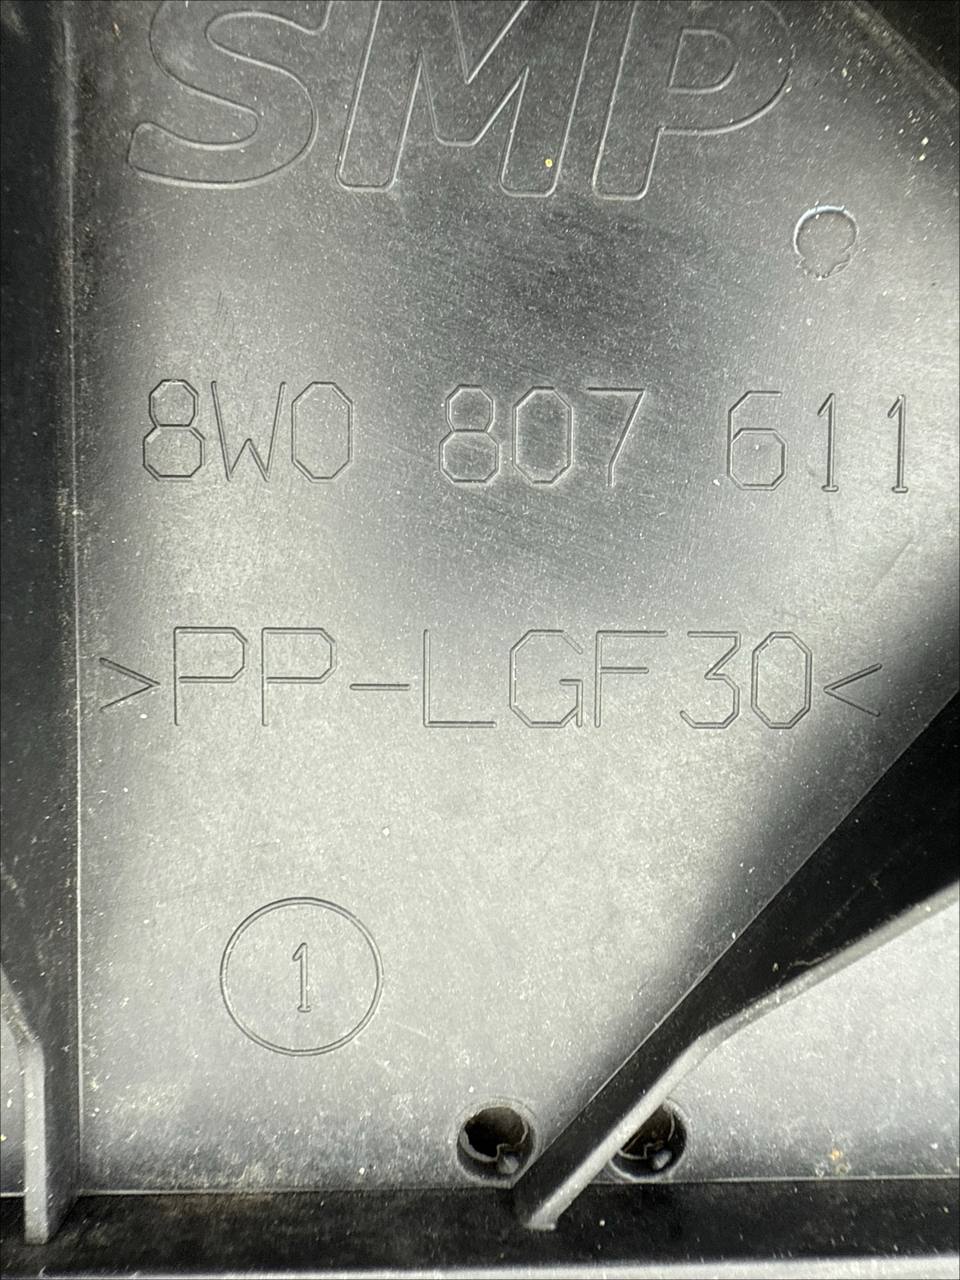 SMP
8W0 807 611
>PP-LGF30<
1